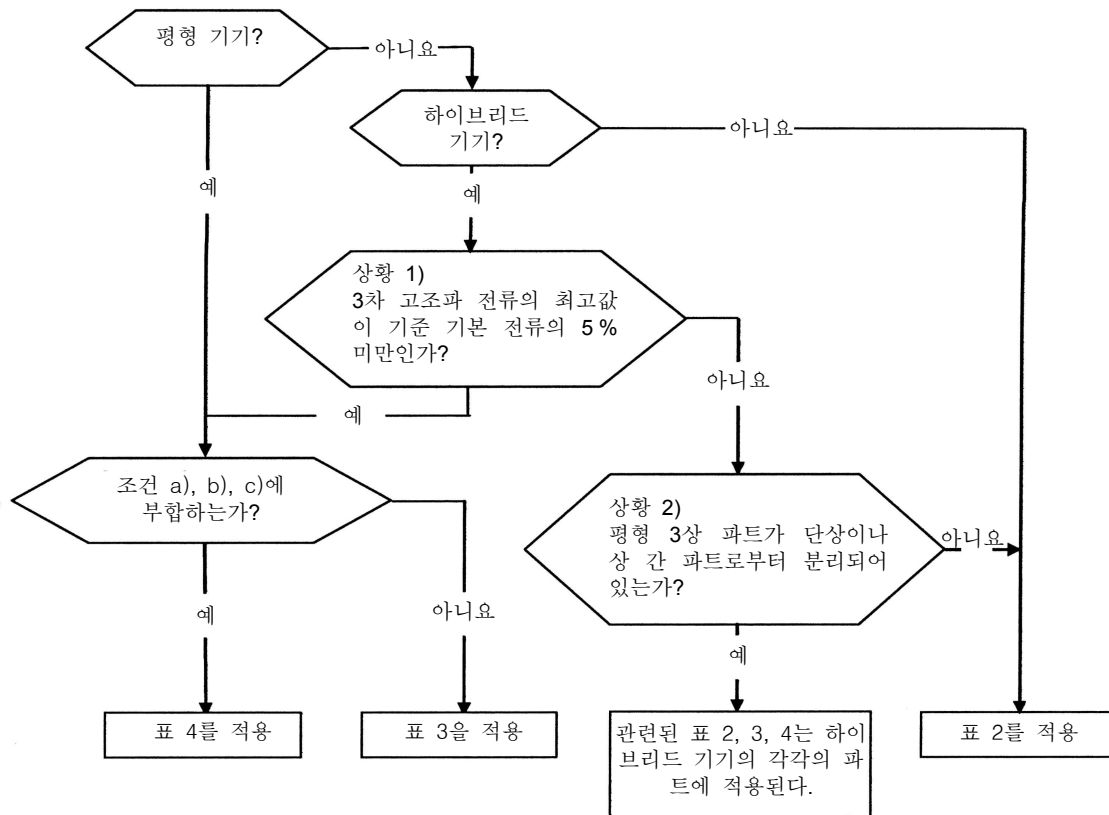 평형 기기?
아니요
하이브리드
기기?
아니요
예
예
상황 1)
3차 고조파 전류의 최고값
이 기준 기본 전류의 5 %
미만인가?
아니요
예
조건 a), b), c)에
부합하는가?
상황 2)
평형 3상 파트가 단상이나
상 간 파트로부터 분리되어
있는가?
아니요
예
아니요
예
표 4를 적용
표 3을 적용
관련된 표 2, 3, 4는 하이
브리드 기기의 각각의 파
트에 적용된다.
표 2를 적용